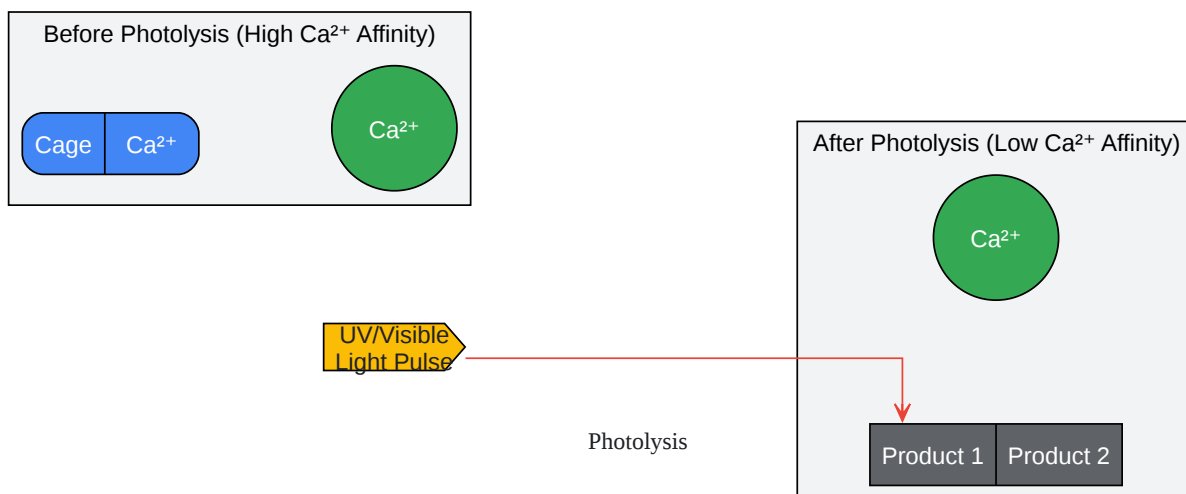 Before Photolysis (High Ca²⁺ Affinity)
Cage
Ca²⁺
Ca²⁺
After Photolysis (Low Ca²⁺ Affinity)
Ca²⁺
UV/Visible
Light Pulse
Photolysis
Product 1
Product 2